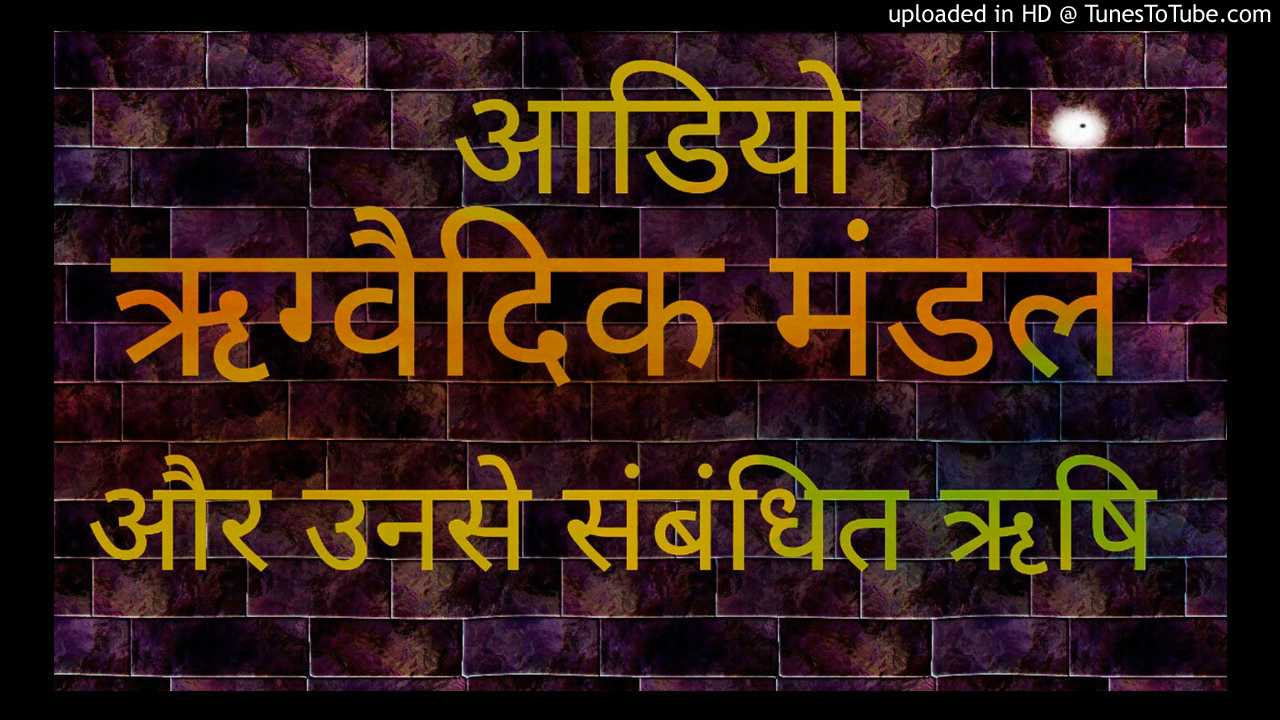 uploaded in HD @ TunesToTube.com
आडियो
ऋग्वैदिक मंडल
और उनसे संबंधित ऋषि